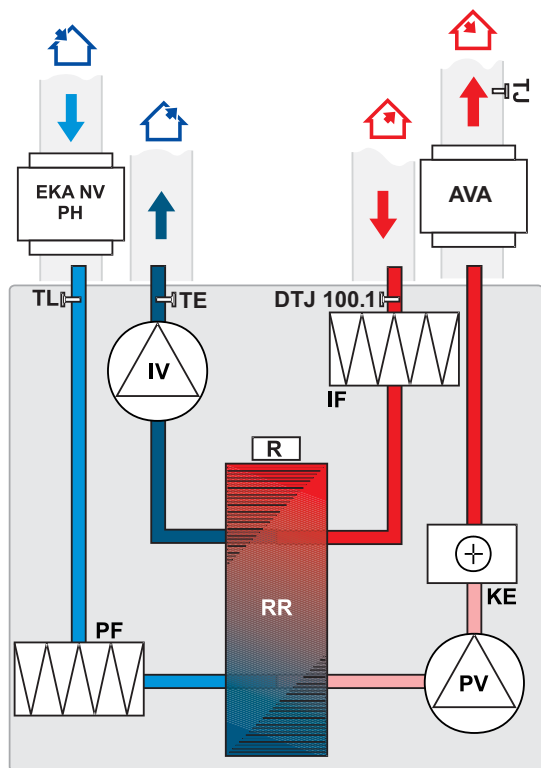 TJ
EKA NV
PH
AVA
TL
TE
DTJ 100.1
IV
IF
R
RR
KE
PF
PV